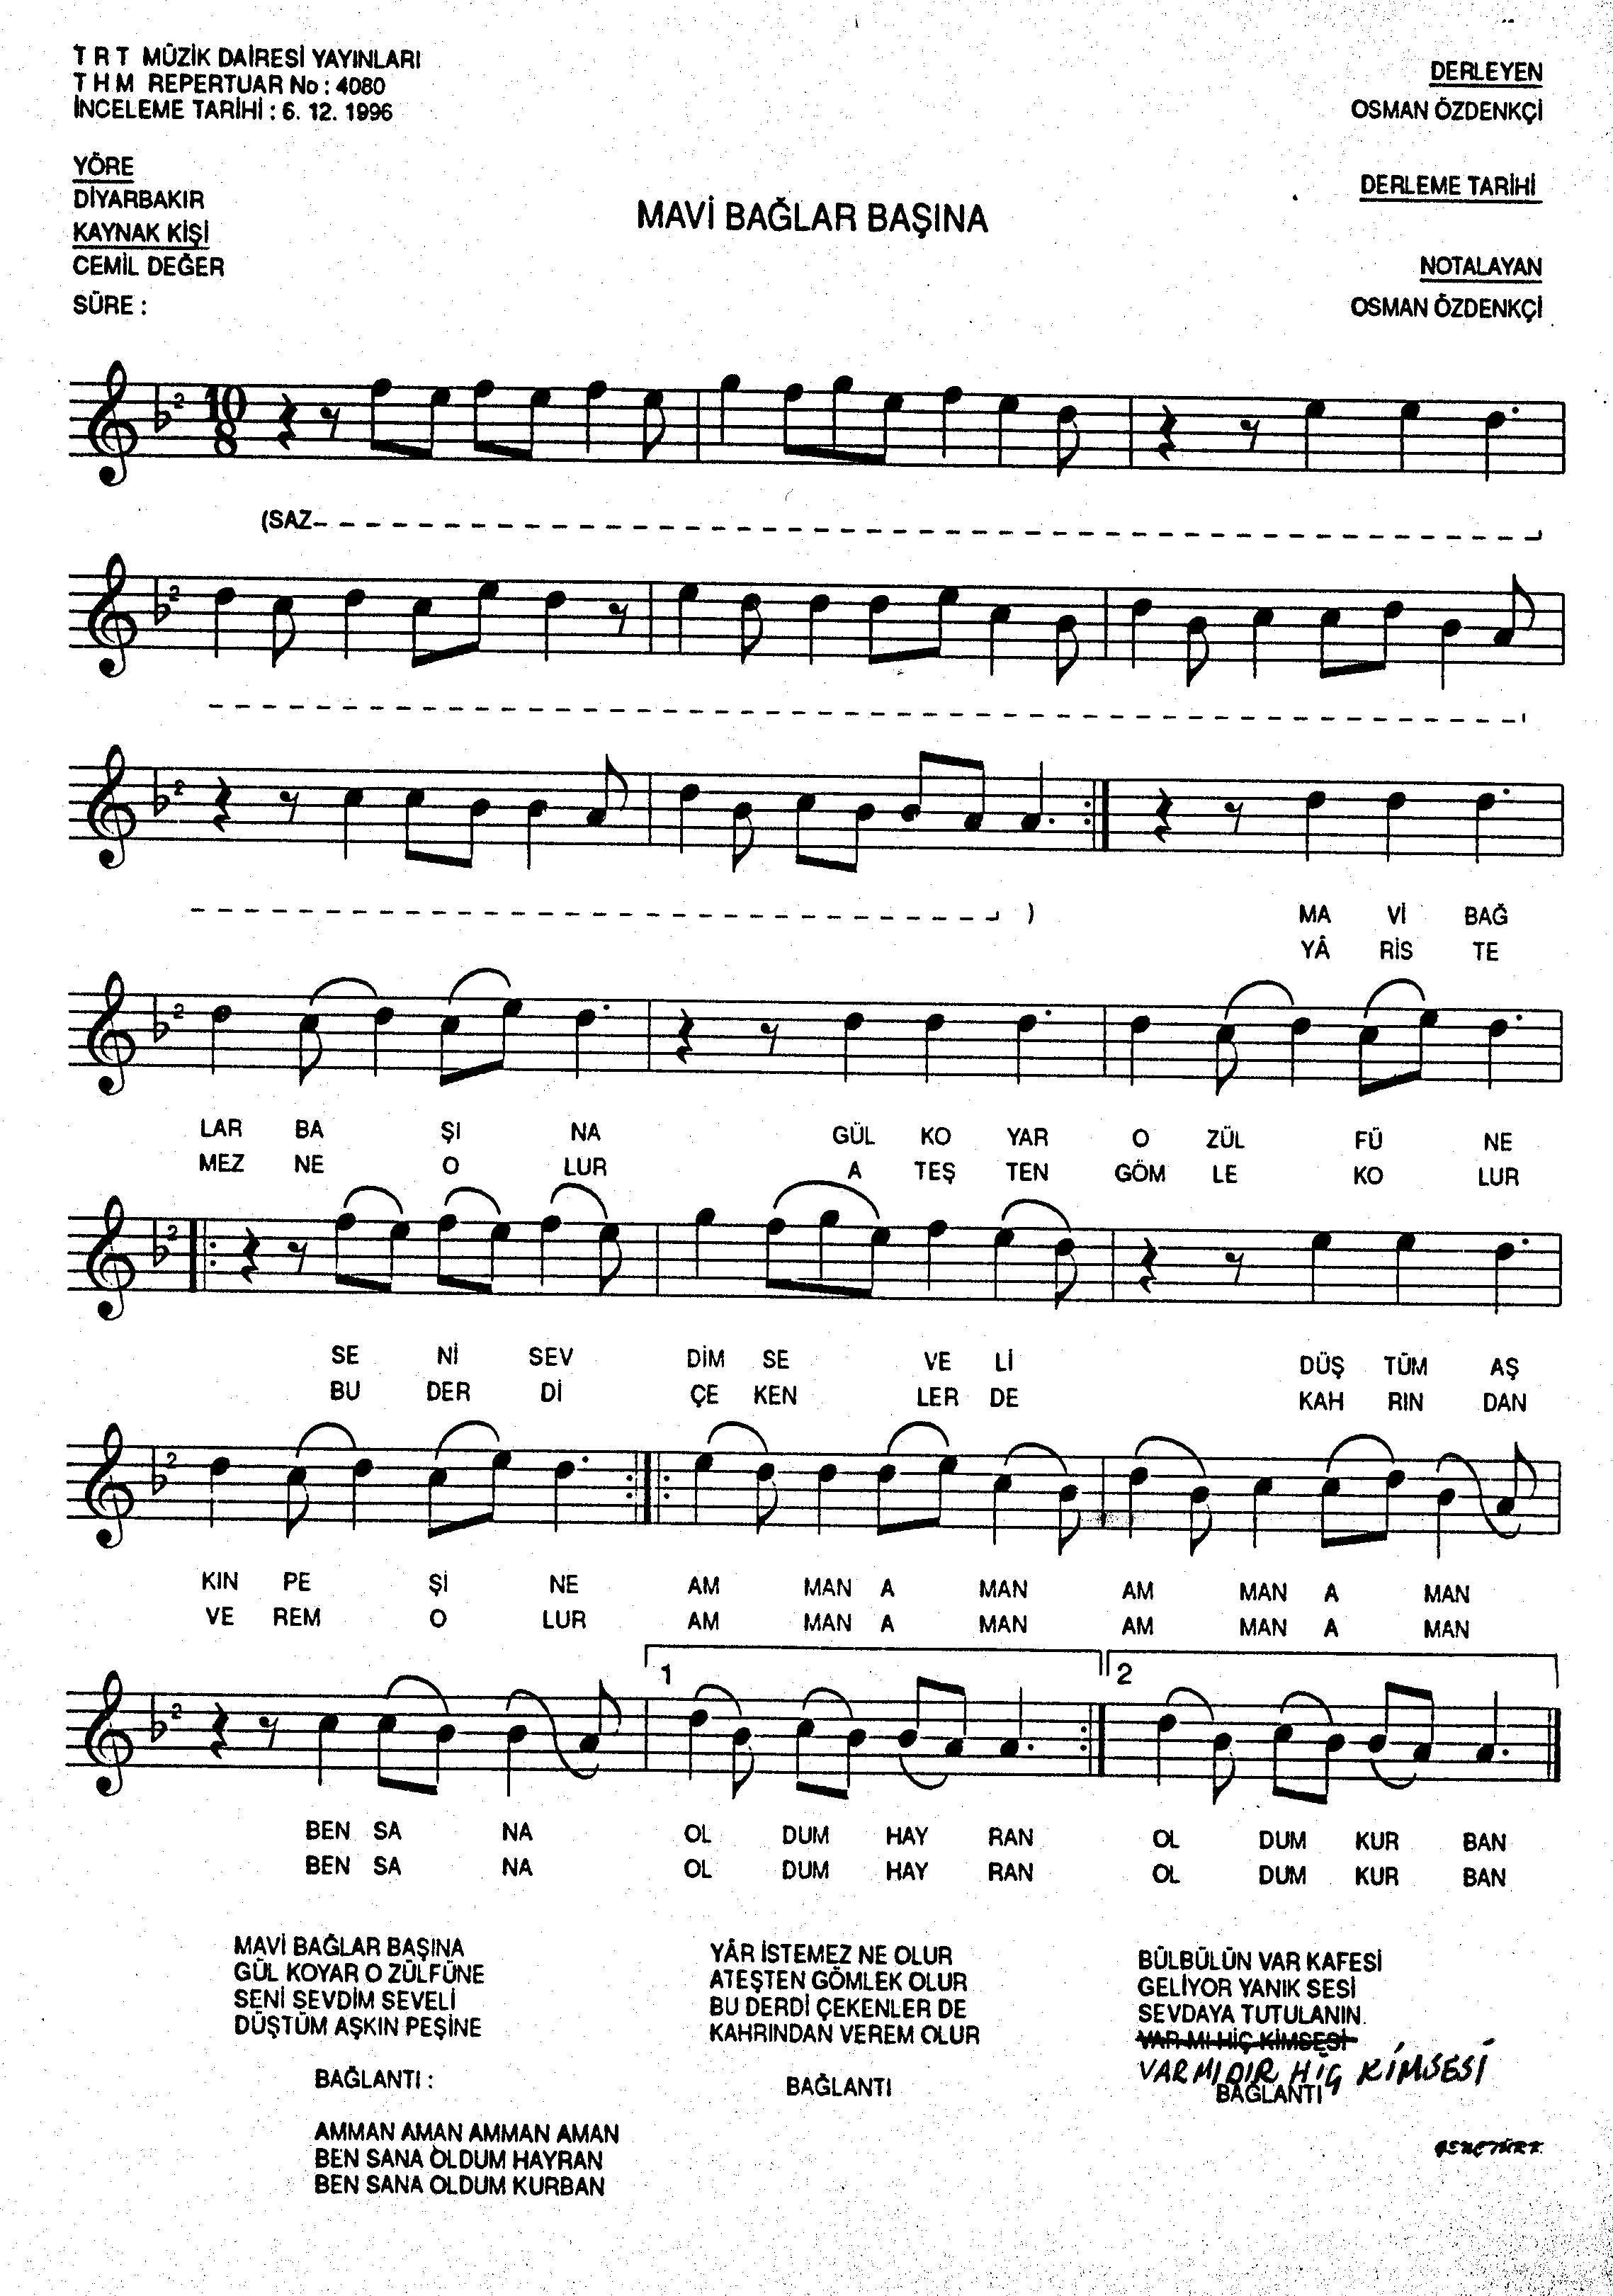 T R T MÜZİK DAİRESİ YAYINLARI
T H M REPERTUAR No : 4080
İNCELEME TARİHİ : 6. 12. 1996
DERLEYEN
OSMAN ÖZDENKÇİ
YÖRE
DİYARBAKIR
KAYNAK KİŞİ
CEMİL DEĞER
SÜRE :
MAVİ BAĞLAR BAŞINA
DERLEME TARİHİ
NOTALAYAN
OSMAN ÖZDENKÇİ
2 10 8
(SAZ
2
2
)
MA Vİ BAĞ
YÂ RİS TE
2
LAR BA ŞI NA GÜL KO YAR O ZÜL FÜ NE
MEZ NE O LUR A TEŞ TEN GÖM LE KO LUR
2
SE Nİ SEV DİM SE VE Lİ DÜŞ TÜM AŞ
BU DER Dİ ÇE KEN LER DE KAH RIN DAN
2
KIN PE Şİ NE AM MAN A MAN AM MAN A MAN
VE REM O LUR AM MAN A MAN AM MAN A MAN
2 1 2
BEN SA NA OL DUM HAY RAN OL DUM KUR BAN
BEN SA NA OL DUM HAY RAN OL DUM KUR BAN
MAVİ BAĞLAR BAŞINA
GÜL KOYAR O ZÜLFÜNE
SENİ SEVDİM SEVELİ
DÜŞTÜM AŞKIN PEŞİNE
BAĞLANTI :
AMMAN AMAN AMMAN AMAN
BEN SANA OLDUM HAYRAN
BEN SANA OLDUM KURBAN
YÂR İSTEMEZ NE OLUR
ATEŞTEN GÖMLEK OLUR
BU DERDİ ÇEKENLER DE
KAHRINDAN VEREM OLUR
BAĞLANTI
BÜLBÜLÜN VAR KAFESİ
GELİYOR YANIK SESİ
SEVDAYA TUTULANIN
VAR MI HİÇ KİMSESİ
VARMIDIR HİÇ KİMSESİ
BAĞLANTI
GENÇTÜRK